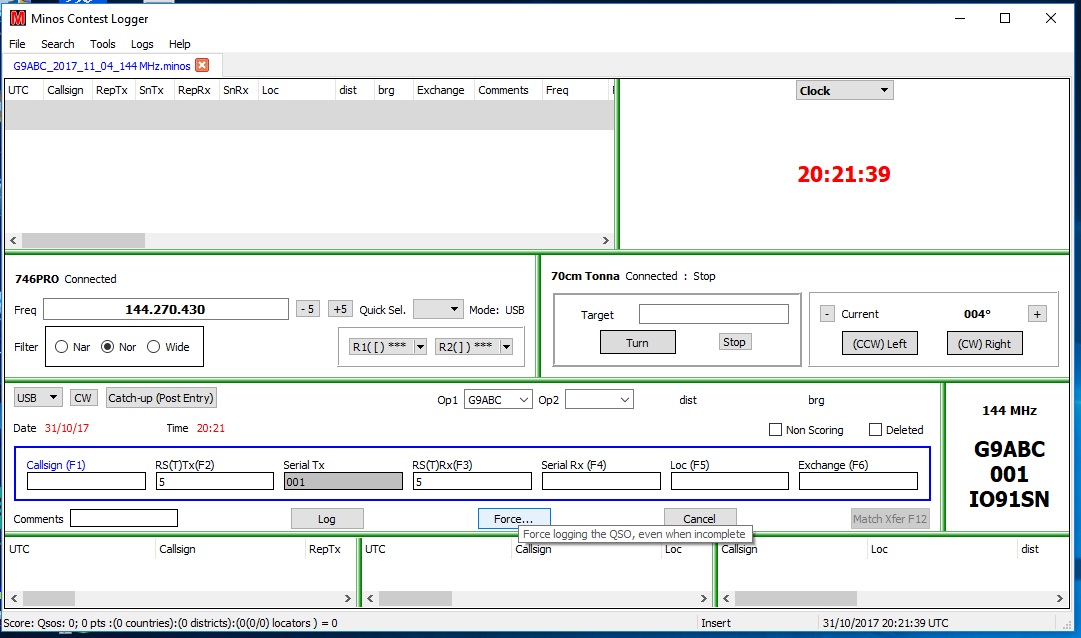 Minos Contest Logger
File Search Tools Logs Help
G9ABC_2017_11_04_144 MHz.minos
UTC Callsign RepTx SnTx RepRx SnRx Loc dist brg Exchange Comments Freq
Clock
20:21:39
746PRO Connected
Freq 144.270.430 - 5 +5 Quick Sel. Mode: USB
Filter Nar Nor Wide R1( [ ) *** R2( ] ) ***
70cm Tonna Connected : Stop
Target
Turn Stop
- Current 004° +
(CCW) Left (CW) Right
USB CW Catch-up (Post Entry) Op1 G9ABC Op2 dist brg
Date 31/10/17 Time 20:21 Non Scoring Deleted
Callsign (F1) RS(T)Tx(F2) Serial Tx RS(T)Rx(F3) Serial Rx (F4) Loc (F5) Exchange (F6)
5 001 5
Comments Log Force... Cancel Match Xfer F12
Force logging the QSO, even when incomplete
144 MHz
G9ABC
001
IO91SN
UTC Callsign RepTx UTC Callsign Loc Callsign Loc dist
Score: Qsos: 0; 0 pts :(0 countries):(0 districts):(0(0/0) locators ) = 0 Insert 31/10/2017 20:21:39 UTC